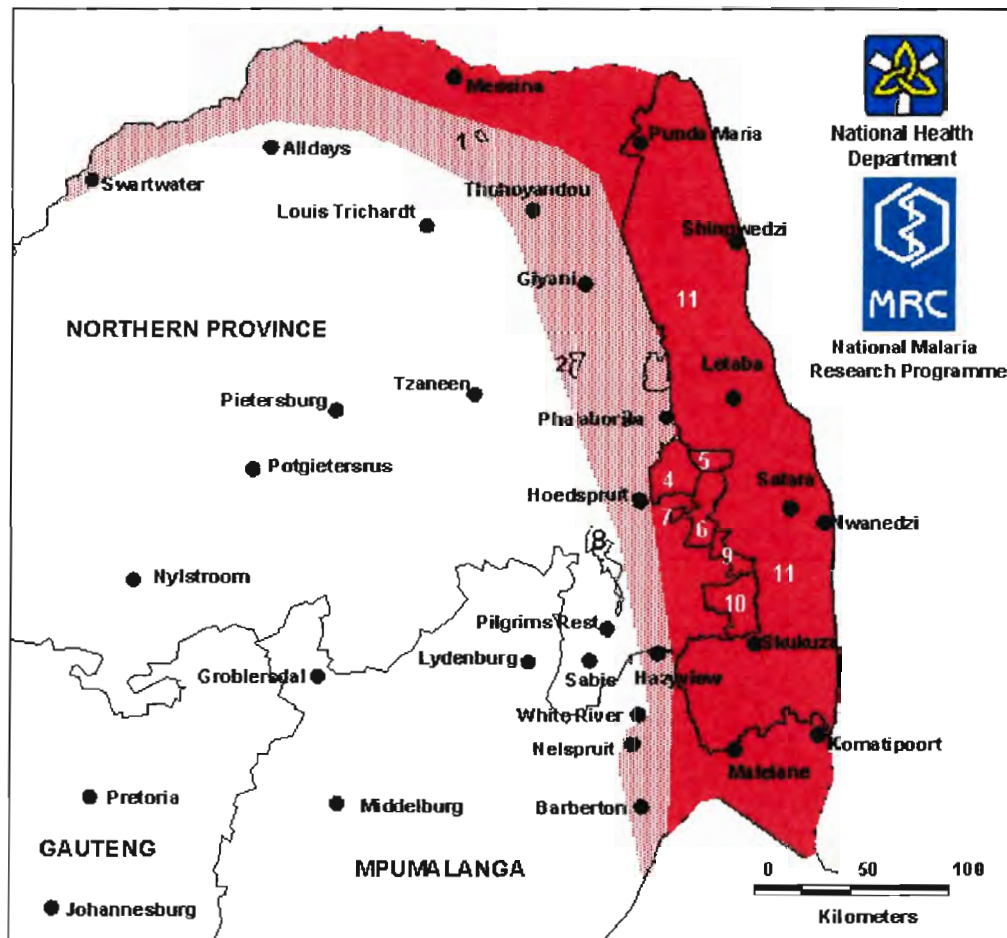 Messina
National Health
Department
1
Punda Maria
Alldays
Swartwater
Thohoyandou
Louis Trichardt
Shingwedzi
Giyani
11
MRC
NORTHERN PROVINCE
National Malaria
Research Programme
2
Letaba
Tzaneen
Pietersburg
Phalaborwa
Potgietersrus
5
4
Satara
Hoedspruit
7
6
Nwanedzi
8
9
11
Nylstroom
10
Pilgrims Rest
Skukuza
Lydenburg
Sabie
Hazyview
Groblersdal
White River
Nelspruit
Komatipoort
Malelane
Pretoria
Middelburg
Barberton
GAUTENG
MPUMALANGA
0 50 100
Kilometers
Johannesburg